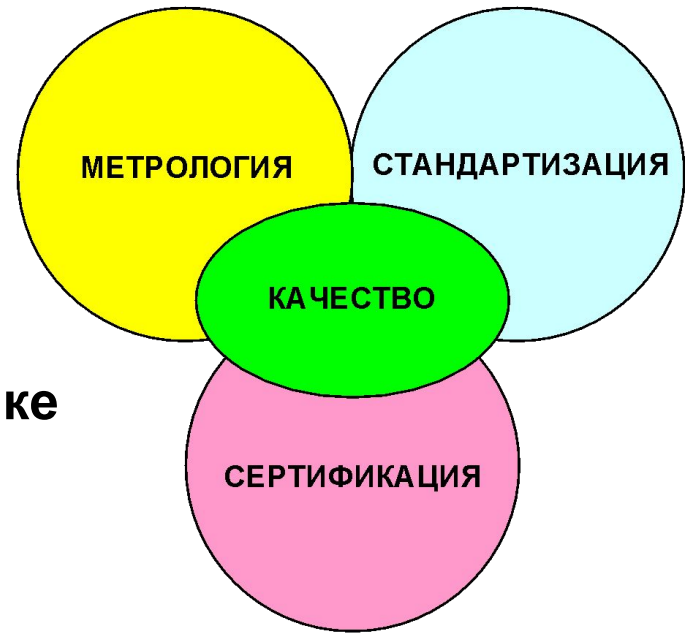 МЕТРОЛОГИЯ
СТАНДАРТИЗАЦИЯ
КАЧЕСТВО
ке
СЕРТИФИКАЦИЯ